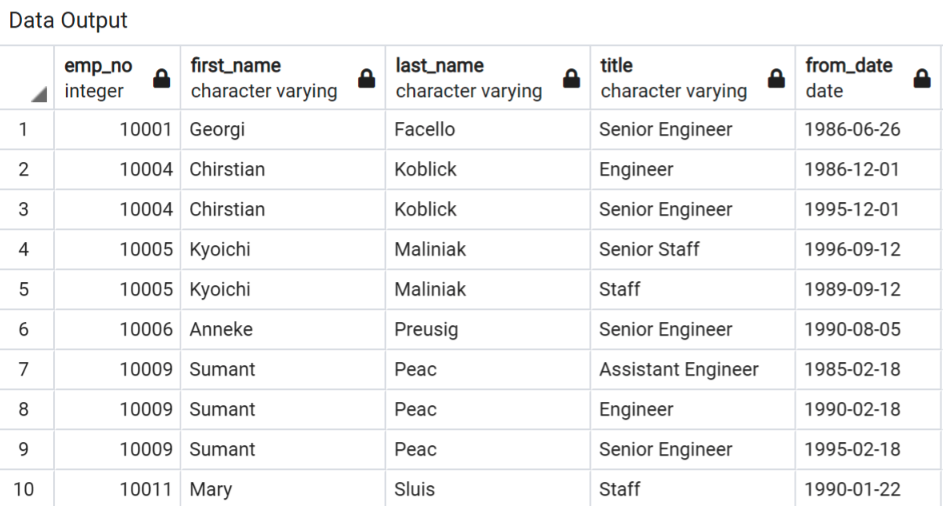 Data Output
emp_no first_name last_name title from_date
integer character varying character varying character varying date
1 10001 Georgi Facello Senior Engineer 1986-06-26
2 10004 Chirstian Koblick Engineer 1986-12-01
3 10004 Chirstian Koblick Senior Engineer 1995-12-01
4 10005 Kyoichi Maliniak Senior Staff 1996-09-12
5 10005 Kyoichi Maliniak Staff 1989-09-12
6 10006 Anneke Preusig Senior Engineer 1990-08-05
7 10009 Sumant Peac Assistant Engineer 1985-02-18
8 10009 Sumant Peac Engineer 1990-02-18
9 10009 Sumant Peac Senior Engineer 1995-02-18
10 10011 Mary Sluis Staff 1990-01-22